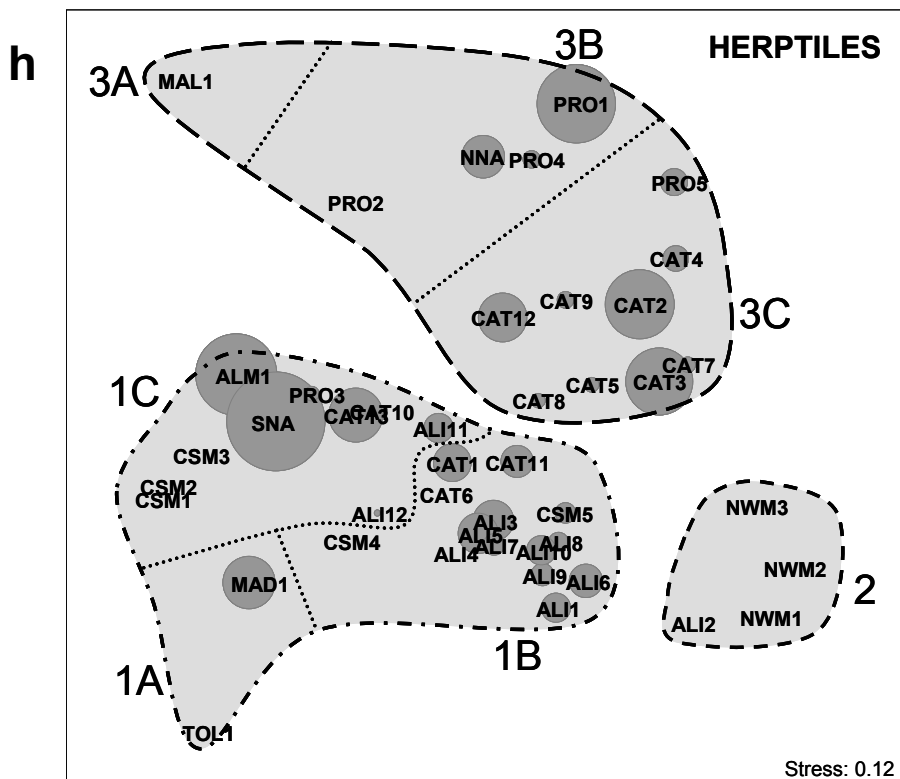 h
HERPTILES
3B
3A
MAL1
PRO1
NNA
PRO4
PRO5
PRO2
CAT4
CAT9
CAT2
CAT12
3C
CAT7
CAT3
CAT5
CAT8
ALM1
1C
PRO3
CAT10
CAT13
SNA
ALI11
CSM3
CAT1
CAT11
CSM2
CSM1
CAT6
ALI12
ALI3
CSM5
ALI5
CSM4
ALI7
ALI8
ALI4
ALI10
NWM3
NWM2
ALI9
ALI6
MAD1
2
ALI1
NWM1
ALI2
1B
1A
TOL1
Stress: 0.12